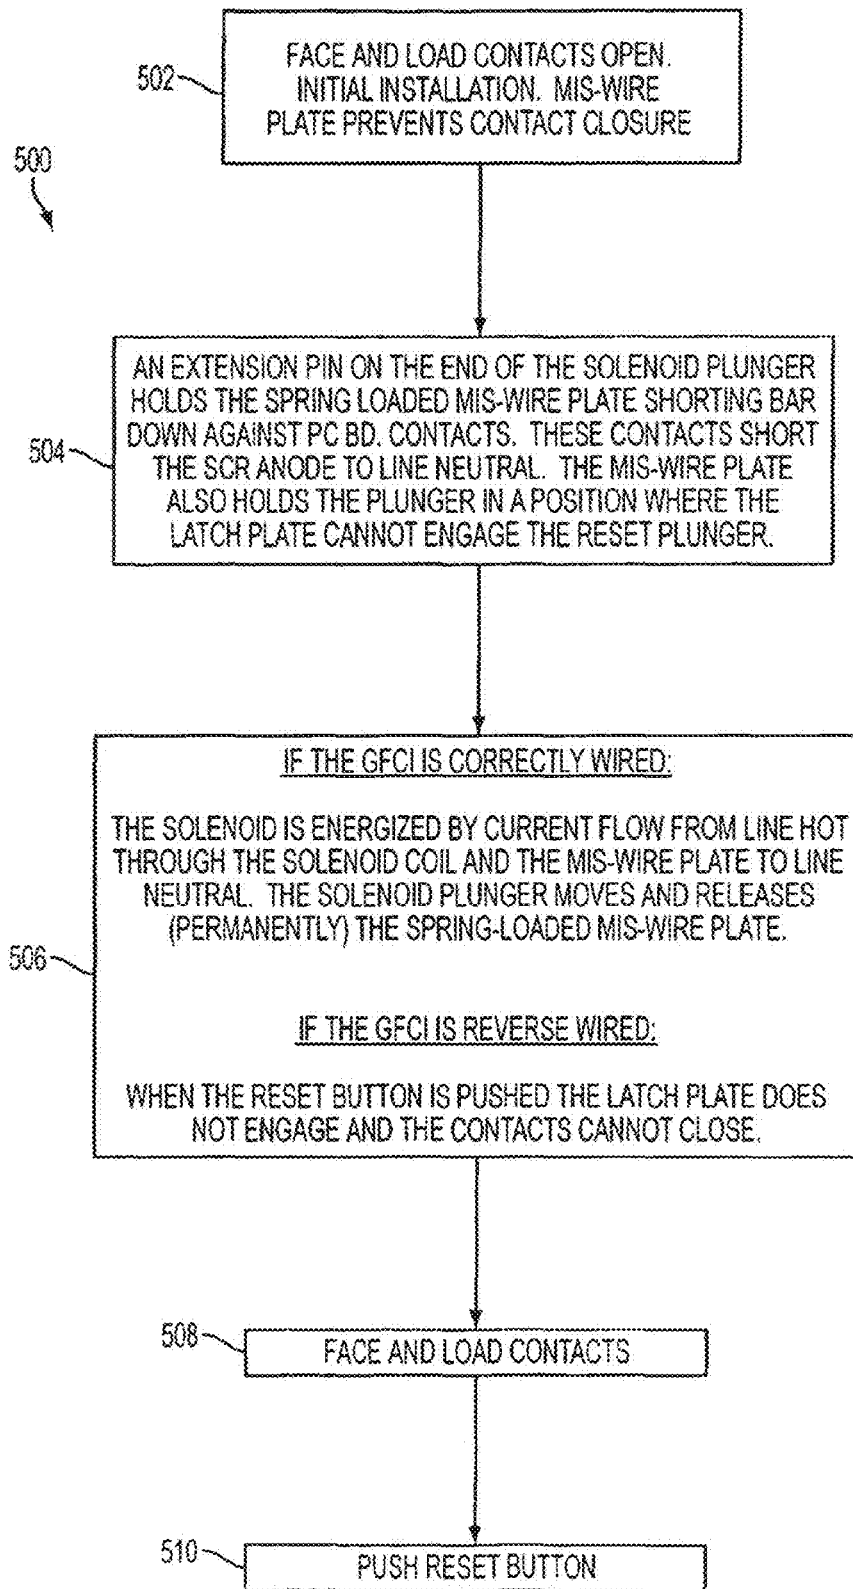 502
FACE AND LOAD CONTACTS OPEN.
INITIAL INSTALLATION. MIS-WIRE
PLATE PREVENTS CONTACT CLOSURE
500
504
AN EXTENSION PIN ON THE END OF THE SOLENOID PLUNGER
HOLDS THE SPRING LOADED MIS-WIRE PLATE SHORTING BAR
DOWN AGAINST PC BD. CONTACTS. THESE CONTACTS SHORT
THE SCR ANODE TO LINE NEUTRAL. THE MIS-WIRE PLATE
ALSO HOLDS THE PLUNGER IN A POSITION WHERE THE
LATCH PLATE CANNOT ENGAGE THE RESET PLUNGER.
506
IF THE GFCI IS CORRECTLY WIRED:
THE SOLENOID IS ENERGIZED BY CURRENT FLOW FROM LINE HOT
THROUGH THE SOLENOID COIL AND THE MIS-WIRE PLATE TO LINE
NEUTRAL. THE SOLENOID PLUNGER MOVES AND RELEASES
(PERMANENTLY) THE SPRING-LOADED MIS-WIRE PLATE.
IF THE GFCI IS REVERSE WIRED:
WHEN THE RESET BUTTON IS PUSHED THE LATCH PLATE DOES
NOT ENGAGE AND THE CONTACTS CANNOT CLOSE.
508
FACE AND LOAD CONTACTS
510
PUSH RESET BUTTON